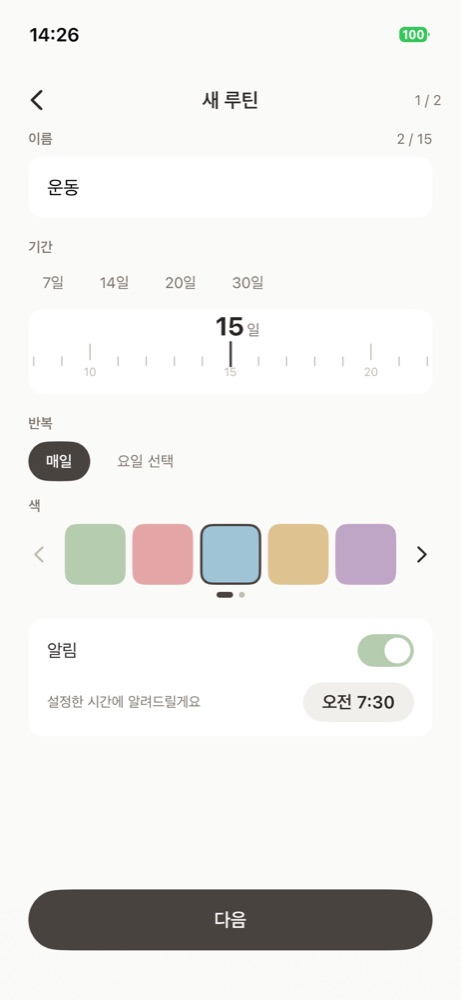 14:26
100
새 루틴
1 / 2
이름
2 / 15
운동
기간
7일 14일 20일 30일
15일
10 15 20
반복
매일 요일 선택
색
알림
설정한 시간에 알려드릴게요
오전 7:30
다음